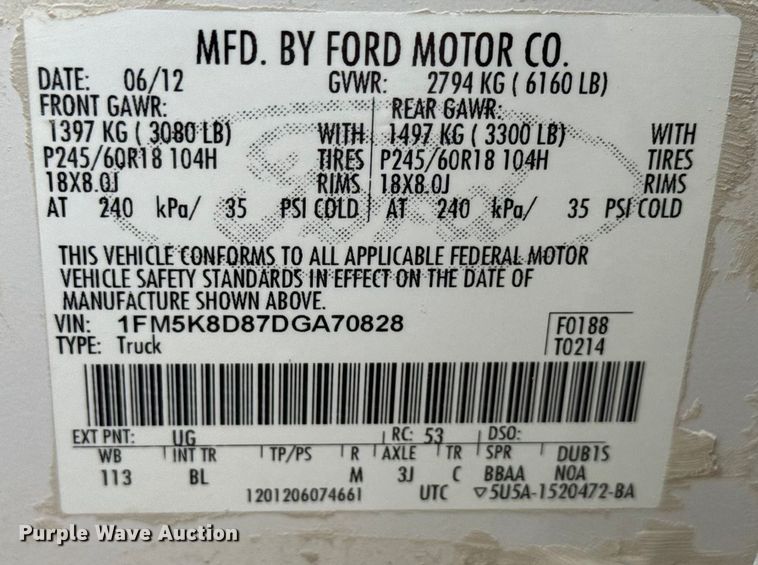 MFD. BY FORD MOTOR CO.
DATE: 06/12 GVWR: 2794 KG ( 6160 LB)
FRONT GAWR: REAR GAWR:
1397 KG ( 3080 LB) WITH 1497 KG ( 3300 LB) WITH
P245/60R18 104H TIRES P245/60R18 104H TIRES
18X8.0J RIMS 18X8.0J RIMS
AT 240 kPa/ 35 PSI COLD AT 240 kPa/ 35 PSI COLD
THIS VEHICLE CONFORMS TO ALL APPLICABLE FEDERAL MOTOR
VEHICLE SAFETY STANDARDS IN EFFECT ON THE DATE OF
MANUFACTURE SHOWN ABOVE.
VIN: 1FM5K8D87DGA70828 F0188
TYPE: Truck T0214
EXT PNT: UG RC: 53 DSO:
WB INT TR TP/PS R AXLE TR SPR DUB1S
113 BL M 3J C BBAA NOA
1201206074661 UTC ▽5U5A-1520472-BA
Purple Wave Auction
Ford